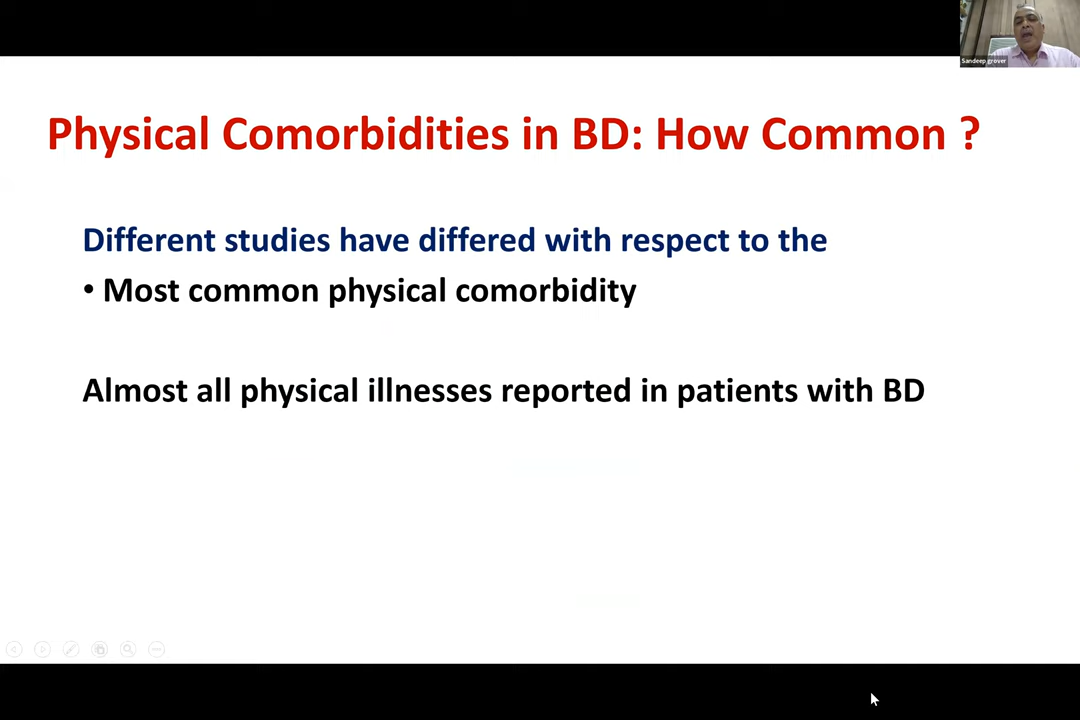 Sandeep grover
Physical Comorbidities in BD: How Common ?
Different studies have differed with respect to the
• Most common physical comorbidity
Almost all physical illnesses reported in patients with BD